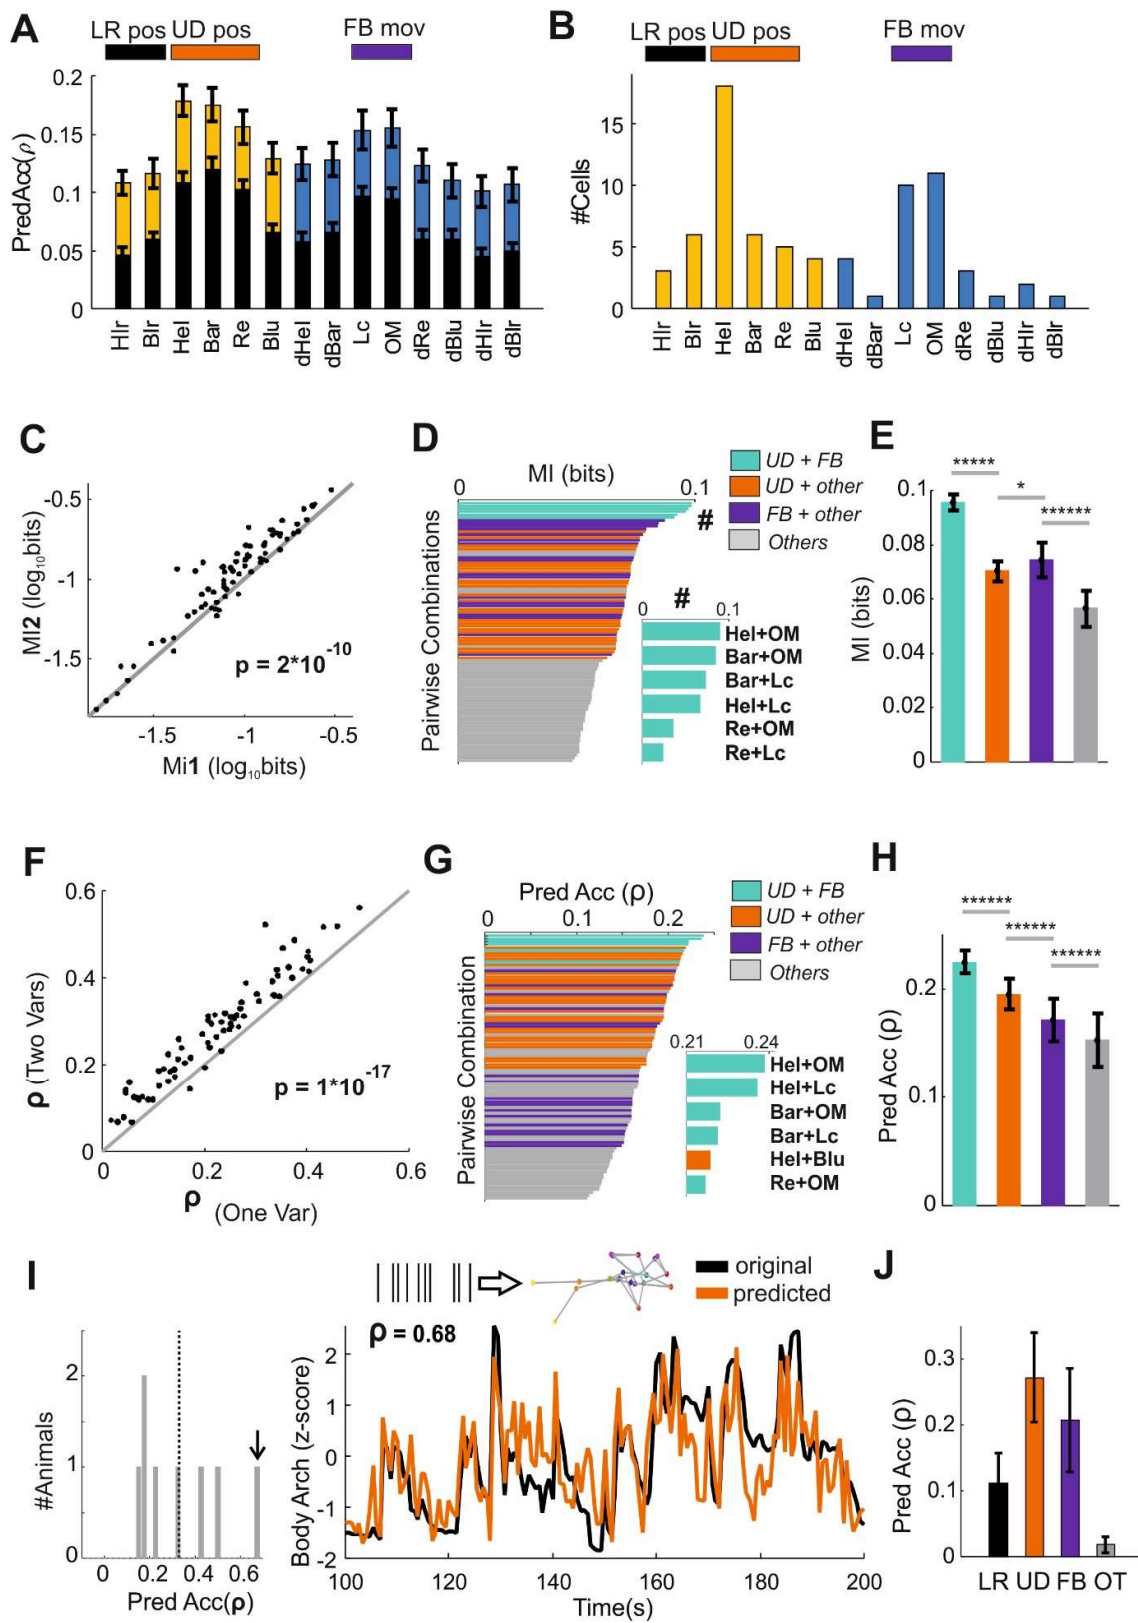 A
LR pos UD pos FB mov
PredAcc(ρ)
0.2
0.15
0.1
0.05
0
Hlr Blr Hel Bar Re Blu dHel dBar Lc OM dRe dBlu dHlr dBlr
B
LR pos UD pos FB mov
#Cells
15
10
5
0
Hlr Blr Hel Bar Re Blu dHel dBar Lc OM dRe dBlu dHlr dBlr
C
MI2 (log10bits)
-0.5
-1
-1.5
p = 2*10-10
-1.5 -1 -0.5
Mi1 (log10bits)
D
MI (bits)
0 0.1
#
Pairwise Combinations
UD + FB
UD + other
FB + other
Others
#
0 0.1
Hel+OM
Bar+OM
Bar+Lc
Hel+Lc
Re+OM
Re+Lc
E
***** * ******
MI (bits)
0.1
0.08
0.06
0.04
0.02
0
F
ρ (Two Vars)
0.6
0.4
0.2
0
p = 1*10-17
0 0.2 0.4 0.6
ρ (One Var)
G
Pred Acc (ρ)
0 0.1 0.2
Pairwise Combination
UD + FB
UD + other
FB + other
Others
0.21 0.24
Hel+OM
Hel+Lc
Bar+OM
Bar+Lc
Hel+Blu
Re+OM
H
******
******
******
Pred Acc (ρ)
0.2
0.1
0
I
#Animals
2
1
0
0 0.2 0.4 0.6
Pred Acc(ρ)
original
predicted
ρ = 0.68
Body Arch (z-score)
2
1
0
-1
-2
100 120 140 160 180 200
Time(s)
J
Pred Acc (ρ)
0.3
0.2
0.1
0
LR UD FB OT